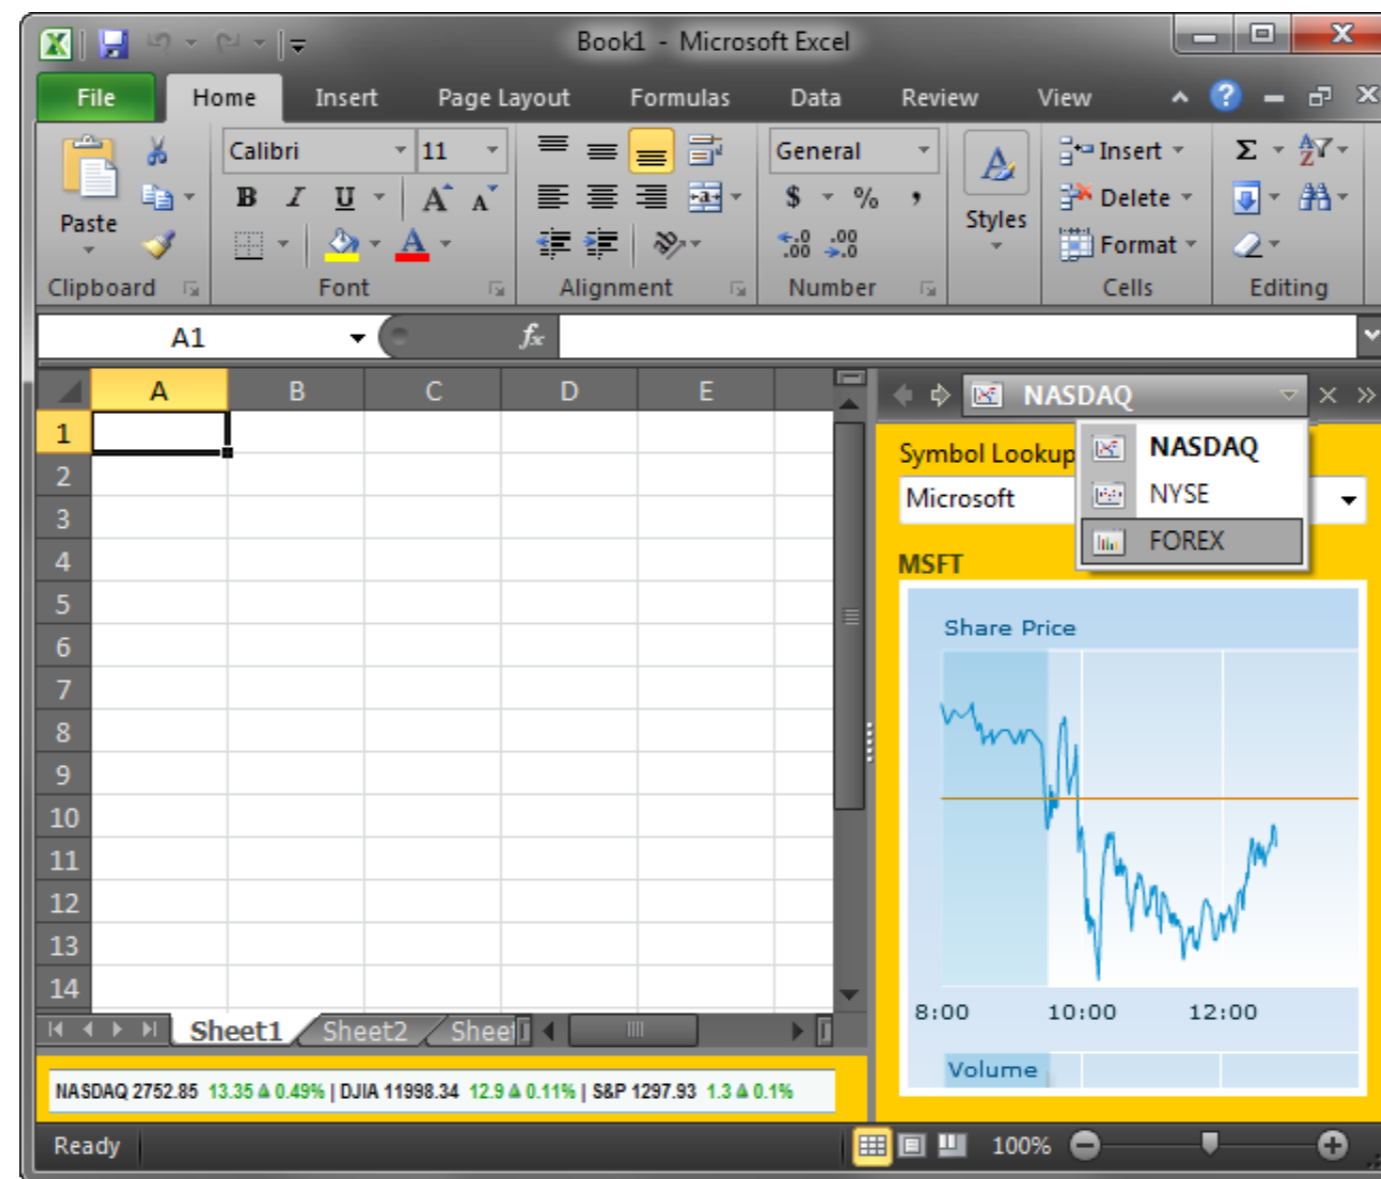 Book1 - Microsoft Excel
File Home Insert Page Layout Formulas Data Review View
Calibri 11 General Insert
B I U A A $ % , Delete
Paste Styles
A Format
Clipboard Font Alignment Number Cells Editing
A1 fx
A B C D E
NASDAQ
1
2
3
4
5
6
7
8
9
10
11
12
13
14
Symbol Lookup
Microsoft
NASDAQ
NYSE
FOREX
MSFT
Share Price
8:00 10:00 12:00
Volume
Sheet1 Sheet2
NASDAQ 2752.85 13.35 0.49% | DJIA 11998.34 12.9 0.11% | S&P 1297.93 1.3 0.1%
Ready 100%